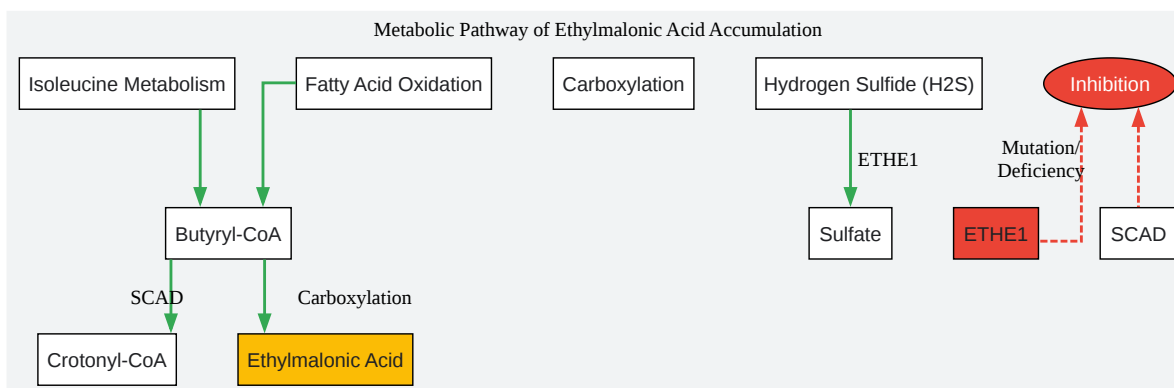 Metabolic Pathway of Ethylmalonic Acid Accumulation
Isoleucine Metabolism
Fatty Acid Oxidation
Carboxylation
Hydrogen Sulfide (H2S)
Inhibition
ETHE1
Mutation/
Deficiency
Butyryl-CoA
Sulfate
ETHE1
SCAD
SCAD
Carboxylation
Crotonyl-CoA
Ethylmalonic Acid